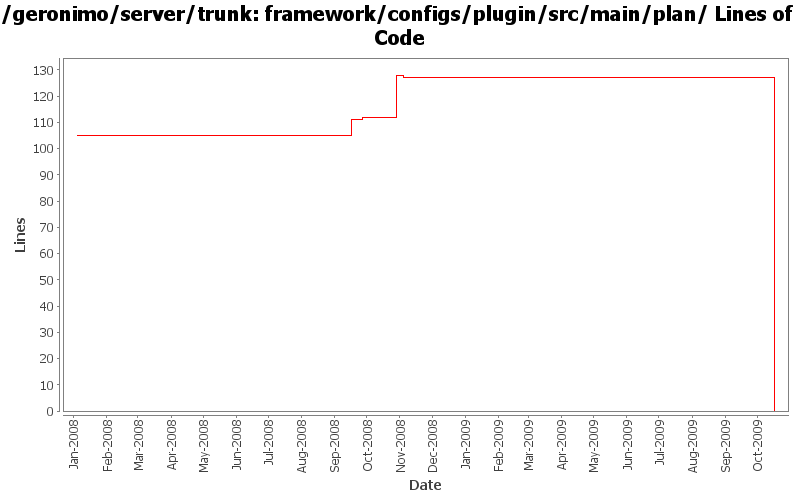 /geronimo/server/trunk: framework/configs/plugin/src/main/plan/ Lines of
Code
130
120
110
100
90
80
70
60
50
40
30
20
10
0
Lines
Jan-2008
Feb-2008
Mar-2008
Apr-2008
May-2008
Jun-2008
Jul-2008
Aug-2008
Sep-2008
Oct-2008
Nov-2008
Dec-2008
Jan-2009
Feb-2009
Mar-2009
Apr-2009
May-2009
Jun-2009
Jul-2009
Aug-2009
Sep-2009
Oct-2009
Date